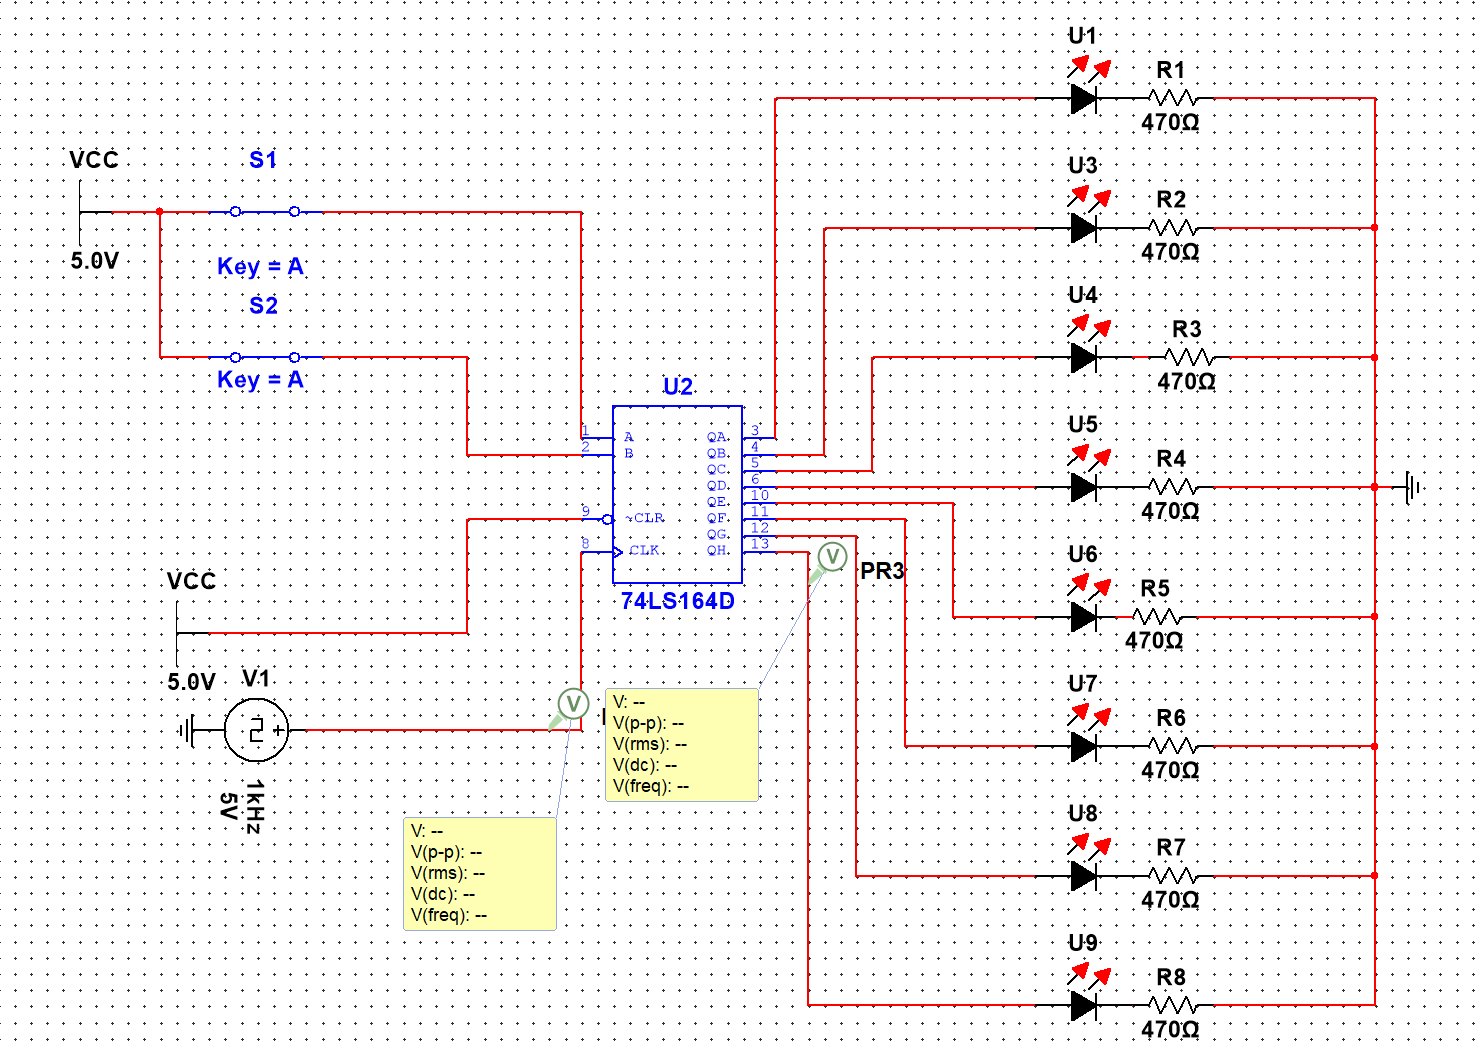 U1
R1
470Ω
VCC
S1
U3
R2
470Ω
5.0V
Key = A
S2
U4
R3
470Ω
Key = A
U2
U5
R4
470Ω
1 A QA 3
2 B QB 4
QC 5
QD 6
QE 10
9 ~CLR QF 11
QG 12
8 CLK QH 13
74LS164D
V
PR3
U6
R5
470Ω
VCC
5.0V
V1
1kHz
5V
V
V: --
V(p-p): --
V(rms): --
V(dc): --
V(freq): --
U7
R6
470Ω
V: --
V(p-p): --
V(rms): --
V(dc): --
V(freq): --
U8
R7
470Ω
U9
R8
470Ω